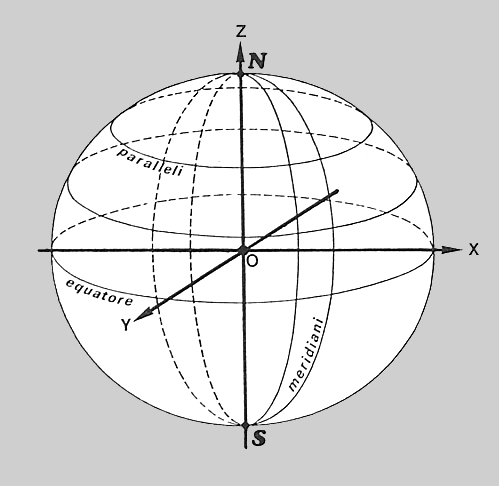 Z
N
paralleli
X
O
equatore
Y
meridiani
S